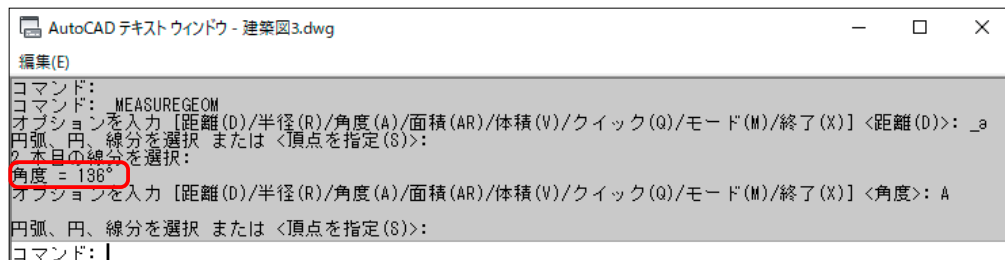 AutoCAD テキスト ウィンドウ - 建築図3.dwg
編集(E)
コマンド:
コマンド: _MEASUREGEOM
オプションを入力 [距離(D)/半径(R)/角度(A)/面積(AR)/体積(V)/クイック(Q)/モード(M)/終了(X)] <距離(D)>: _a
円弧、円、線分を選択 または <頂点を指定(S)>:
2 本目の線分を選択:
角度 = 136°
オプションを入力 [距離(D)/半径(R)/角度(A)/面積(AR)/体積(V)/クイック(Q)/モード(M)/終了(X)] <角度>: A
円弧、円、線分を選択 または <頂点を指定(S)>:
コマンド: